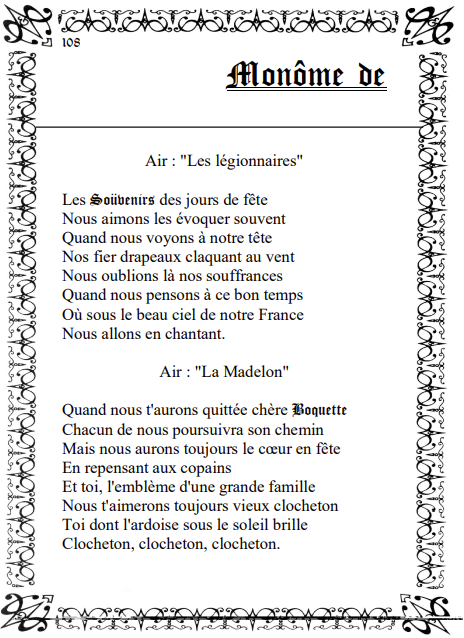 108
Monôme de
Air : "Les légionnaires"
Les Soüvenirs des jours de fête
Nous aimons les évoquer souvent
Quand nous voyons à notre tête
Nos fier drapeaux claquant au vent
Nous oublions là nos souffrances
Quand nous pensons à ce bon temps
Où sous le beau ciel de notre France
Nous allons en chantant.
Air : "La Madelon"
Quand nous t'aurons quittée chère Boquette
Chacun de nous poursuivra son chemin
Mais nous aurons toujours le cœur en fête
En repensant aux copains
Et toi, l'emblème d'une grande famille
Nous t'aimerons toujours vieux clocheton
Toi dont l'ardoise sous le soleil brille
Clocheton, clocheton, clocheton.